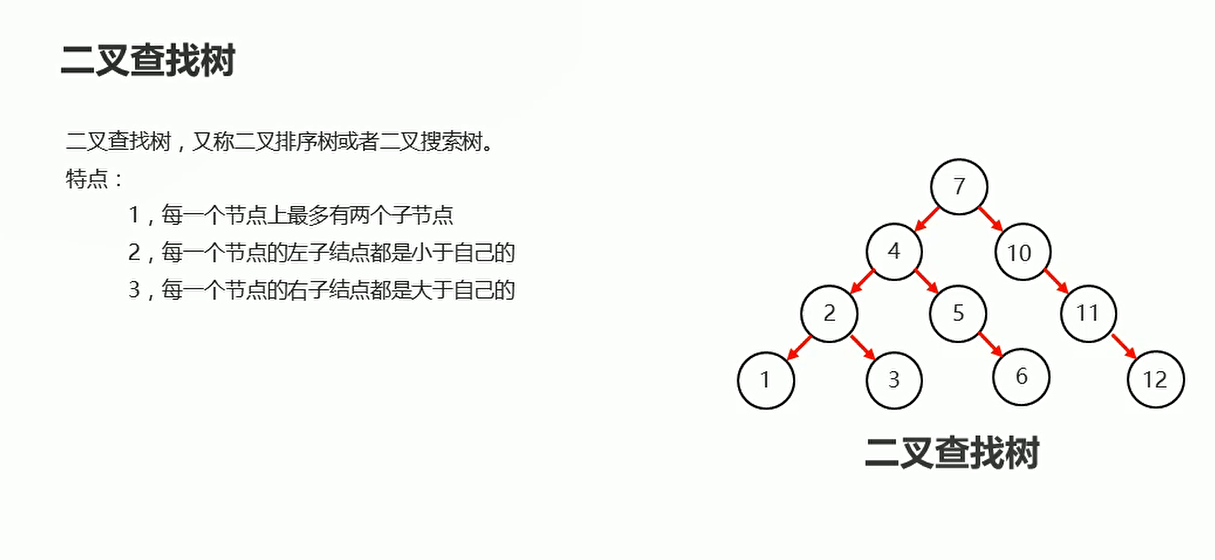 二叉查找树
二叉查找树，又称二叉排序树或者二叉搜索树。
特点：
1，每一个节点上最多有两个子节点
2，每一个节点的左子结点都是小于自己的
3，每一个节点的右子结点都是大于自己的
7
4 10
2 5 11
1 3 6 12
二叉查找树